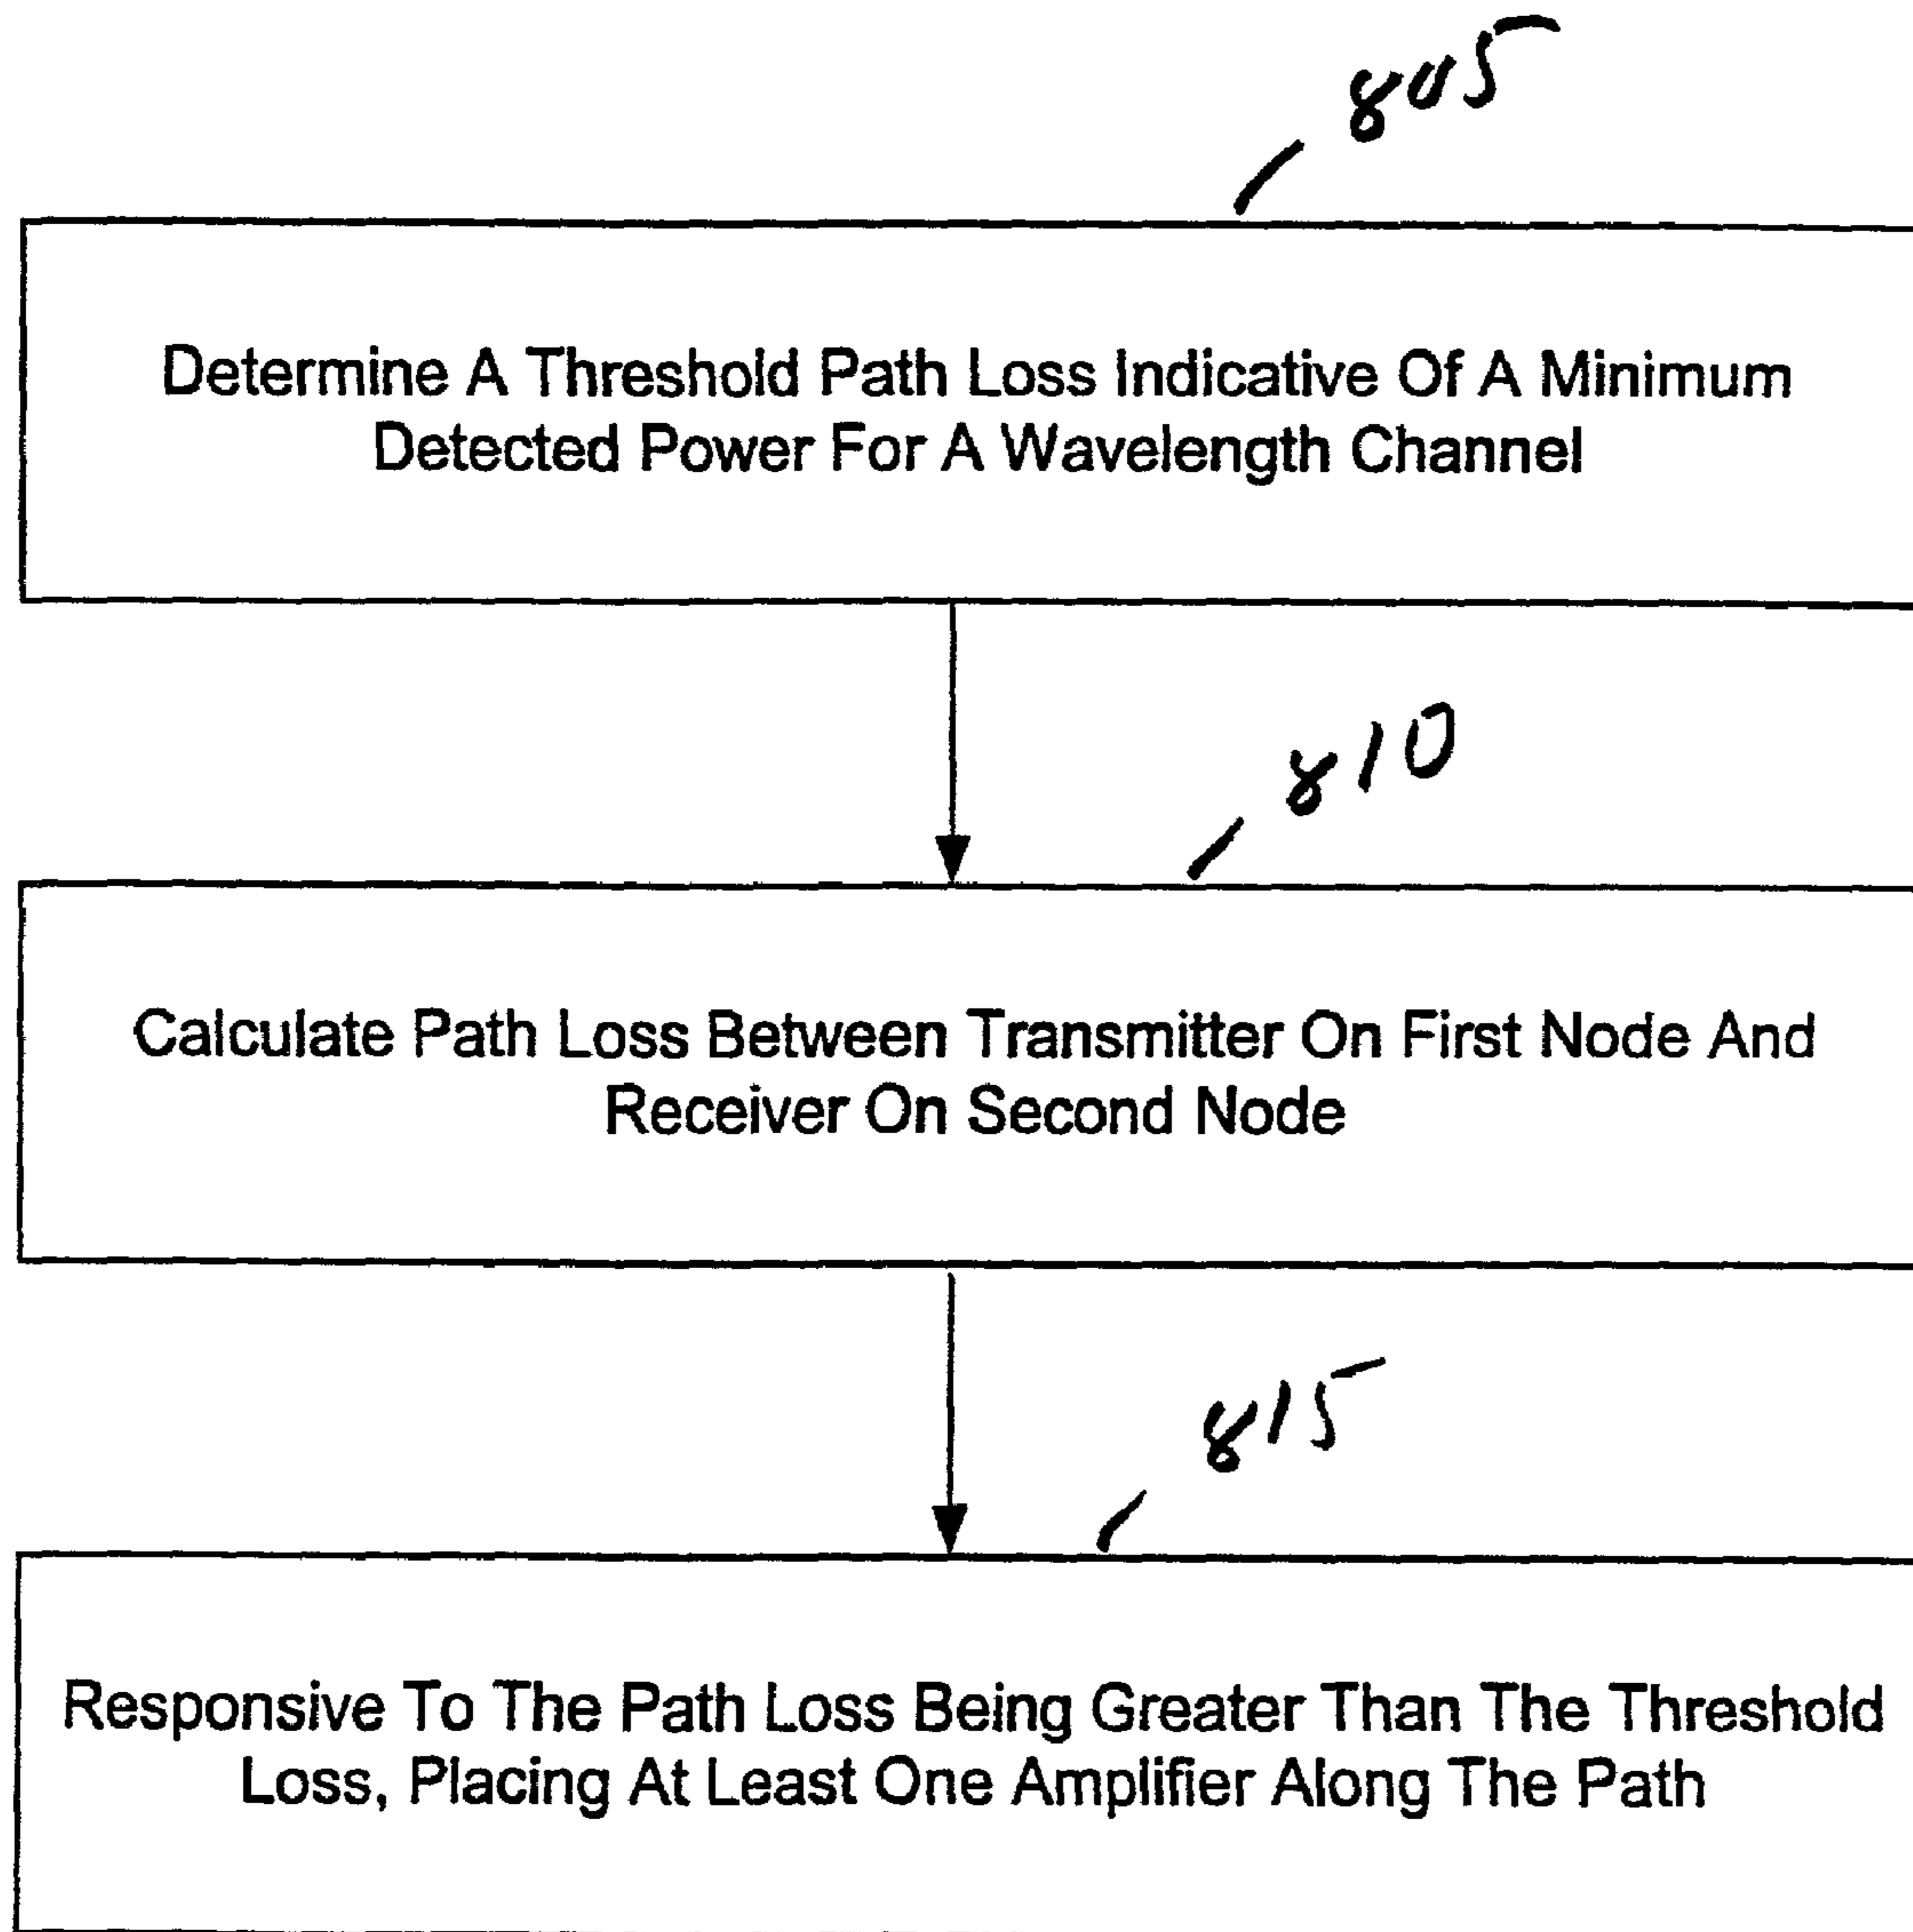 805
Determine A Threshold Path Loss Indicative Of A Minimum
Detected Power For A Wavelength Channel
810
Calculate Path Loss Between Transmitter On First Node And
Receiver On Second Node
815
Responsive To The Path Loss Being Greater Than The Threshold
Loss, Placing At Least One Amplifier Along The Path